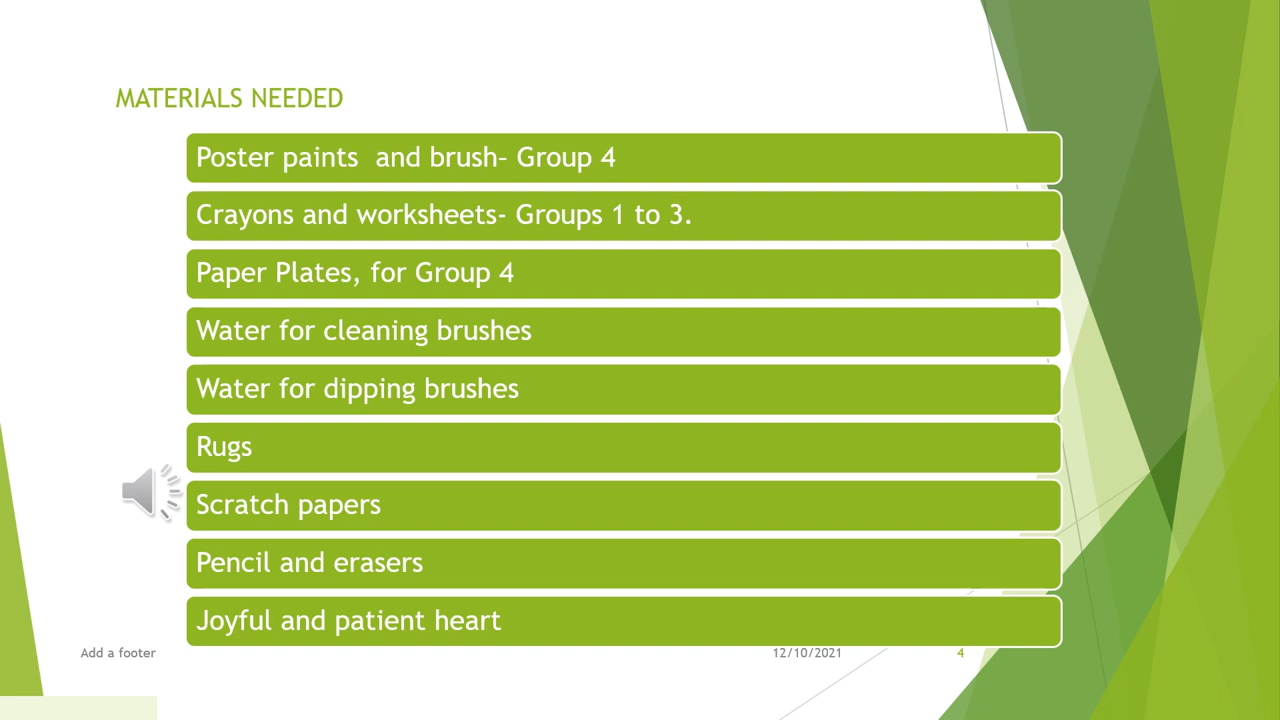 MATERIALS NEEDED
Poster paints  and brush– Group 4
Crayons and worksheets- Groups 1 to 3.
Paper Plates, for Group 4
Water for cleaning brushes
Water for dipping brushes
Rugs
Scratch papers
Pencil and erasers
Joyful and patient heart
Add a footer
12/10/2021
4